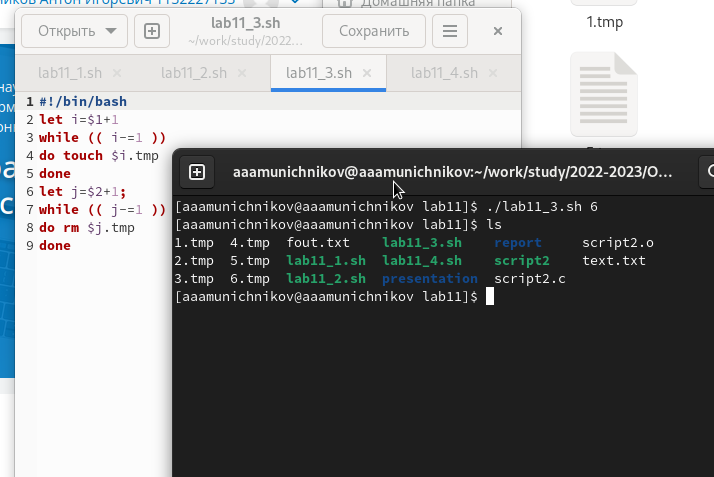 Антон Игоревич 1132227133
Домашняя папка
1.tmp
Открыть
lab11_3.sh
~/work/study/2022...
Сохранить
lab11_1.sh
lab11_2.sh
lab11_3.sh
lab11_4.sh
1 #!/bin/bash
2 let i=$1+1
3 while (( i-=1 ))
4 do touch $i.tmp
5 done
6 let j=$2+1;
7 while (( j-=1 ))
8 do rm $j.tmp
9 done
aaamunichnikov@aaamunichnikov:~/work/study/2022-2023/O...
[aaamunichnikov@aaamunichnikov lab11]$ ./lab11_3.sh 6
[aaamunichnikov@aaamunichnikov lab11]$ ls
1.tmp 4.tmp fout.txt lab11_3.sh report script2.o
2.tmp 5.tmp lab11_1.sh lab11_4.sh script2 text.txt
3.tmp 6.tmp lab11_2.sh presentation script2.c
[aaamunichnikov@aaamunichnikov lab11]$